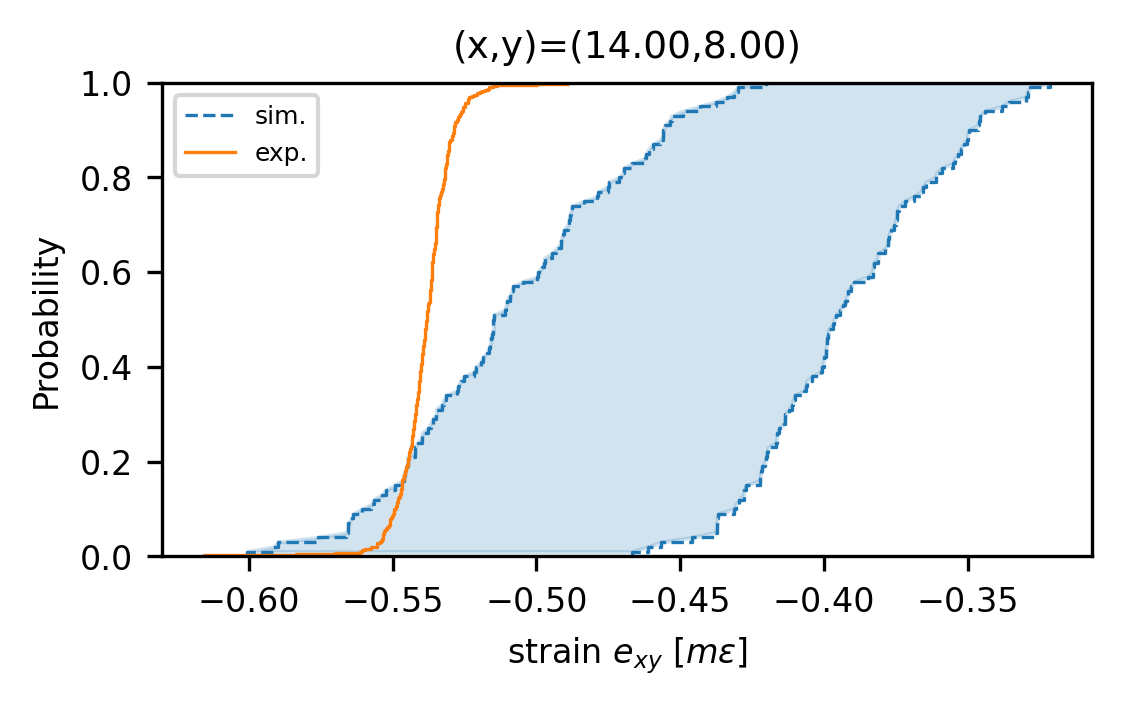 (x,y)=(14.00,8.00)
sim.
exp.
Probability
1.0
0.8
0.6
0.4
0.2
0.0
−0.60 −0.55 −0.50 −0.45 −0.40 −0.35
strain e_{xy} [mε]